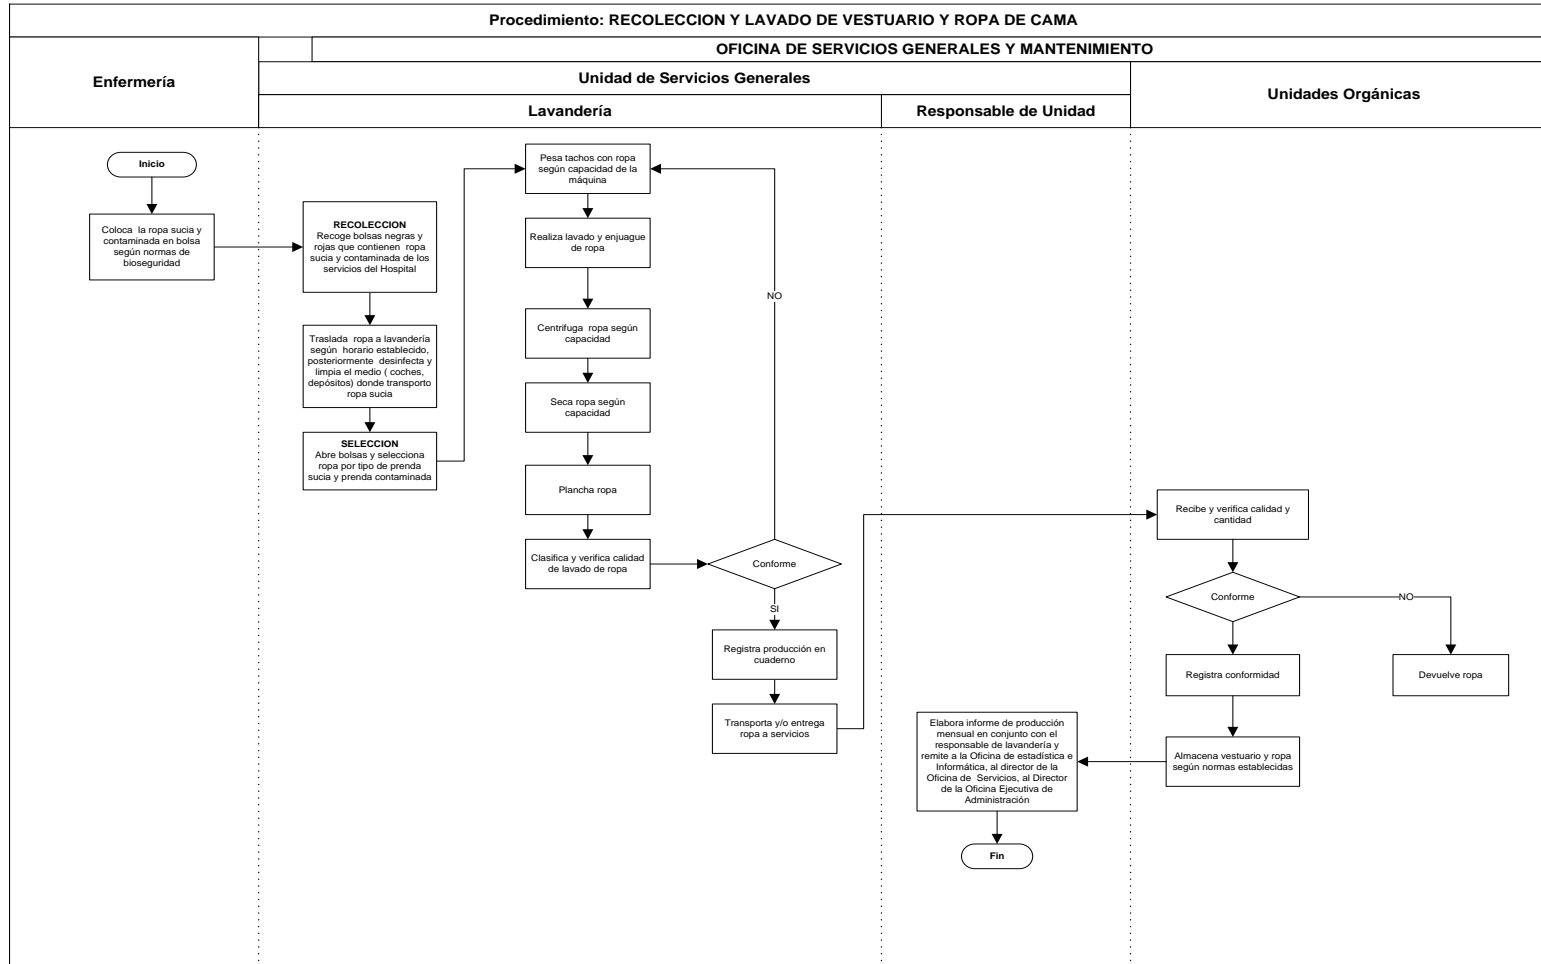 Procedimiento: RECOLECCION Y LAVADO DE VESTUARIO Y ROPA DE CAMA
OFICINA DE SERVICIOS GENERALES Y MANTENIMIENTO
Enfermería
Unidad de Servicios Generales
Unidades Orgánicas
Lavandería
Responsable de Unidad
Inicio
Coloca la ropa sucia y
contaminada en bolsa
según normas de
bioseguridad
RECOLECCION
Recoge bolsas negras y
rojas que contienen ropa
sucia y contaminada de los
servicios del Hospital
Traslada ropa a lavandería
según horario establecido,
posteriormente desinfecta y
limpia el medio ( coches,
depósitos) donde transporto
ropa sucia
SELECCION
Abre bolsas y selecciona
ropa por tipo de prenda
sucia y prenda contaminada
Pesa tachos con ropa
según capacidad de la
máquina
Realiza lavado y enjuague
de ropa
Centrifuga ropa según
capacidad
Seca ropa según
capacidad
Plancha ropa
Clasifica y verifica calidad
de lavado de ropa
Conforme
NO
SI
Registra producción en
cuaderno
Transporta y/o entrega
ropa a servicios
Recibe y verifica calidad y
cantidad
Conforme
NO
Devuelve ropa
Registra conformidad
Almacena vestuario y ropa
según normas establecidas
Elabora informe de producción
mensual en conjunto con el
responsable de lavandería y
remite a la Oficina de estadística e
Informática, al director de la
Oficina de Servicios, al Director
de la Oficina Ejecutiva de
Administración
Fin